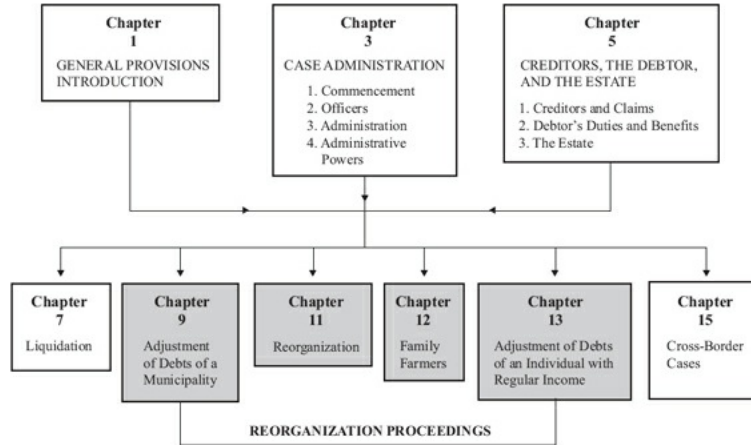 Chapter
1
GENERAL PROVISIONS
INTRODUCTION
Chapter
3
CASE ADMINISTRATION
1. Commencement
2. Officers
3. Administration
4. Administrative
Powers
Chapter
5
CREDITORS, THE DEBTOR,
AND THE ESTATE
1. Creditors and Claims
2. Debtor's Duties and Benefits
3. The Estate
Chapter
7
Liquidation
Chapter
9
Adjustment
of Debts of a
Municipality
Chapter
11
Reorganization
Chapter
12
Family
Farmers
Chapter
13
Adjustment of Debts
of an Individual with
Regular Income
Chapter
15
Cross-Border
Cases
REORGANIZATION PROCEEDINGS